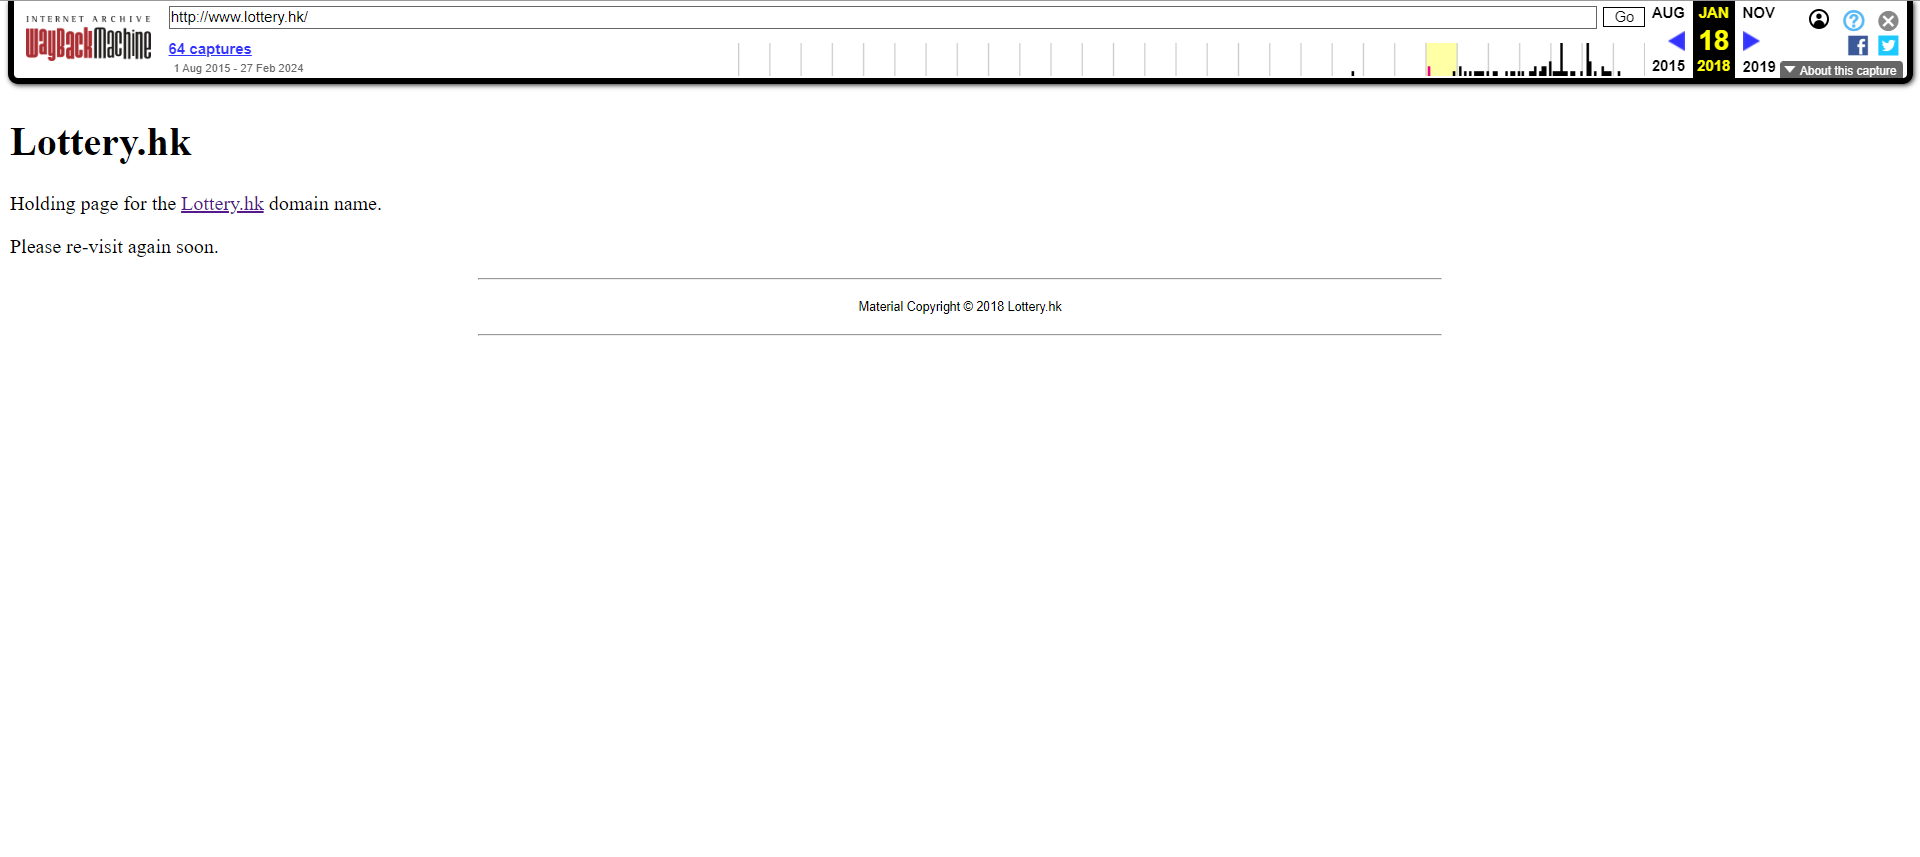 INTERNET ARCHIVE
WayBackMachine
http://www.lottery.hk/
Go
64 captures
1 Aug 2015 - 27 Feb 2024
AUG JAN NOV
18
2015 2018 2019
?
f
About this capture
Lottery.hk
Holding page for the Lottery.hk domain name.
Please re-visit again soon.
Material Copyright © 2018 Lottery.hk